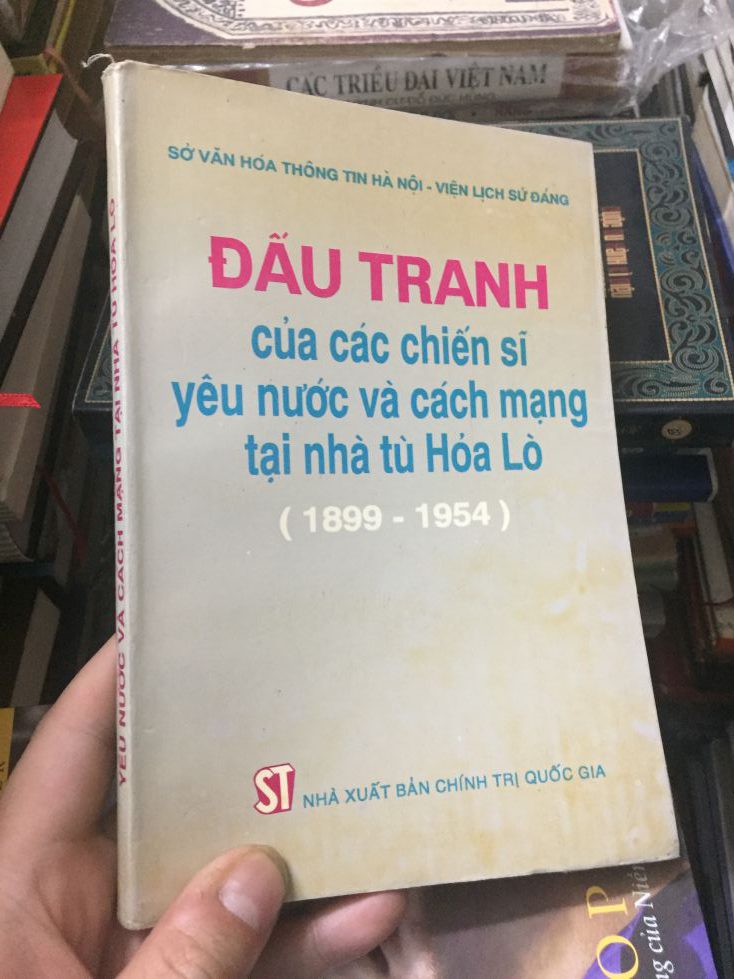 CÁC TRIỀU ĐẠI VIỆT NAM
SỞ VĂN HÓA THÔNG TIN HÀ NỘI - VIỆN LỊCH SỬ ĐẢNG
ĐẤU TRANH
của các chiến sĩ
yêu nước và cách mạng
tại nhà tù Hỏa Lò
( 1899 - 1954 )
ST NHÀ XUẤT BẢN CHÍNH TRỊ QUỐC GIA
YÊU NƯỚC VÀ CÁCH MẠNG TẠI NHÀ TÙ HỎA LÒ